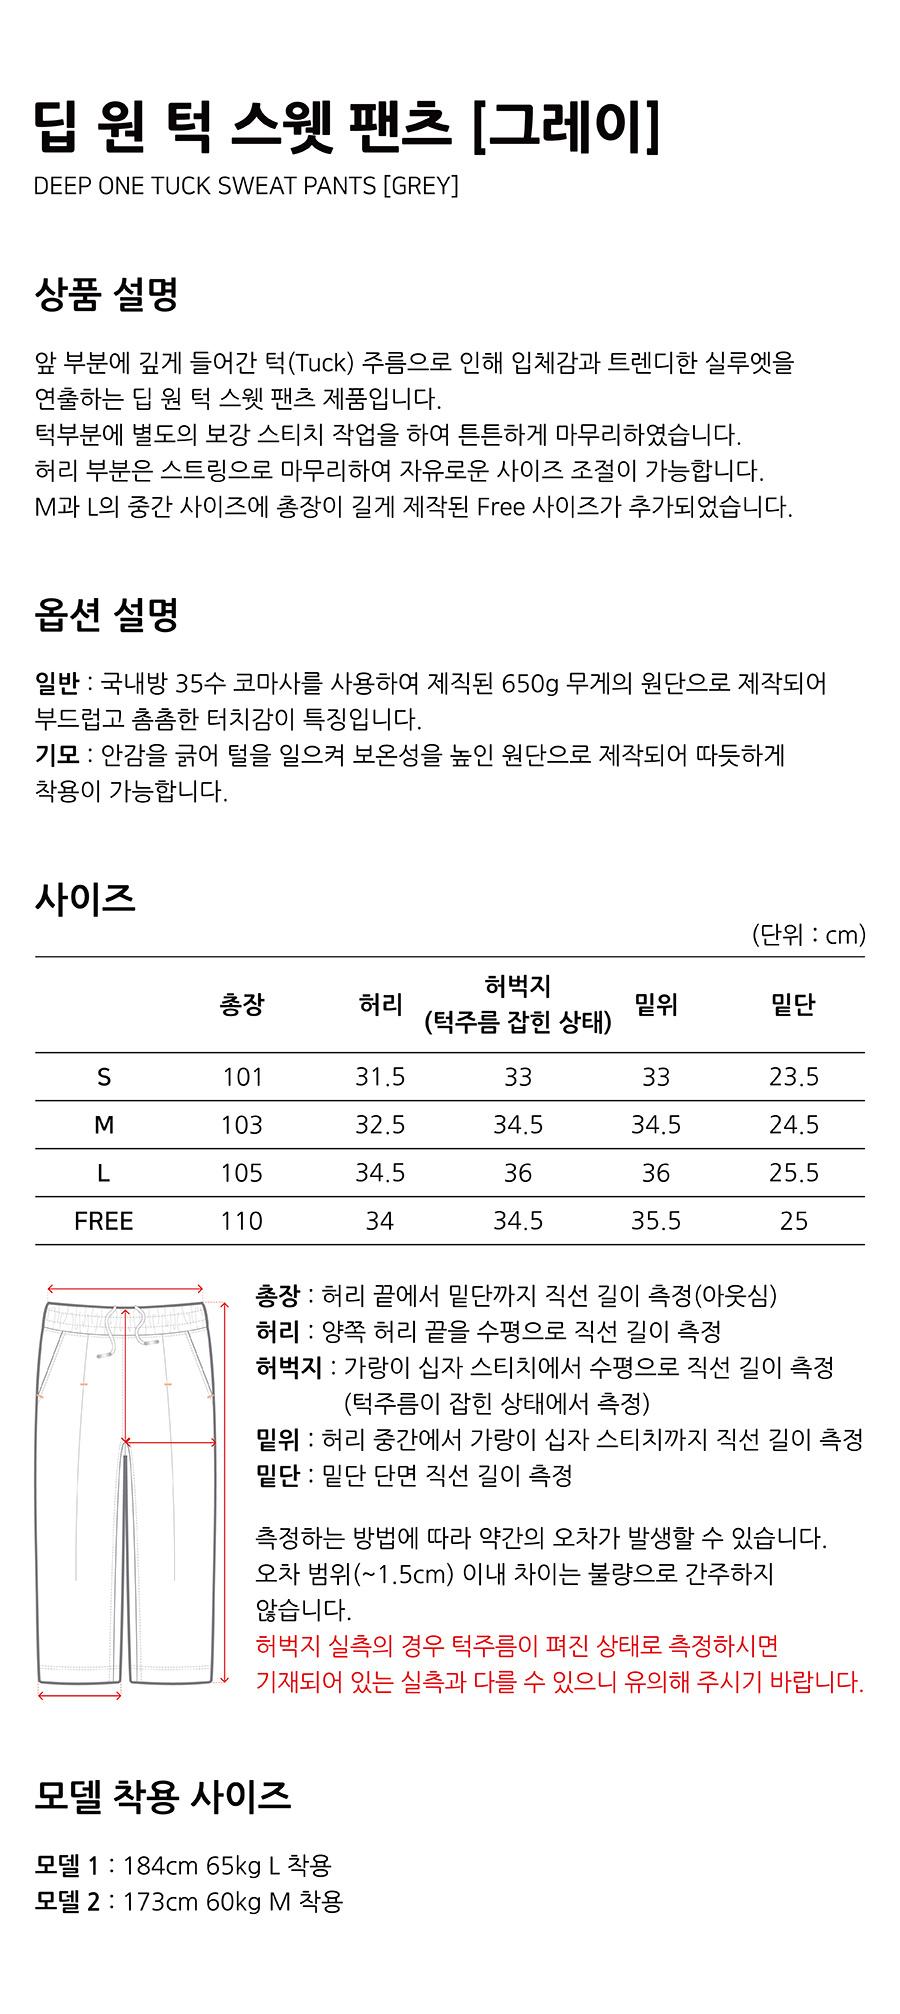 딥 원 턱 스웻 팬츠 [그레이]
DEEP ONE TUCK SWEAT PANTS [GREY]
상품 설명
앞 부분에 깊게 들어간 턱(Tuck) 주름으로 인해 입체감과 트렌디한 실루엣을
연출하는 딥 원 턱 스웻 팬츠 제품입니다.
턱부분에 별도의 보강 스티치 작업을 하여 튼튼하게 마무리하였습니다.
허리 부분은 스트링으로 마무리하여 자유로운 사이즈 조절이 가능합니다.
M과 L의 중간 사이즈에 총장이 길게 제작된 Free 사이즈가 추가되었습니다.
옵션 설명
일반 : 국내방 35수 코마사를 사용하여 제직된 650g 무게의 원단으로 제작되어
부드럽고 촘촘한 터치감이 특징입니다.
기모 : 안감을 긁어 털을 일으켜 보온성을 높인 원단으로 제작되어 따듯하게
착용이 가능합니다.
사이즈
(단위 : cm)
총장 허리 허벅지 밑위 밑단
(턱주름 잡힌 상태)
S 101 31.5 33 33 23.5
M 103 32.5 34.5 34.5 24.5
L 105 34.5 36 36 25.5
FREE 110 34 34.5 35.5 25
총장 : 허리 끝에서 밑단까지 직선 길이 측정(아웃심)
허리 : 양쪽 허리 끝을 수평으로 직선 길이 측정
허벅지 : 가랑이 십자 스티치에서 수평으로 직선 길이 측정
(턱주름이 잡힌 상태에서 측정)
밑위 : 허리 중간에서 가랑이 십자 스티치까지 직선 길이 측정
밑단 : 밑단 단면 직선 길이 측정
측정하는 방법에 따라 약간의 오차가 발생할 수 있습니다.
오차 범위(~1.5cm) 이내 차이는 불량으로 간주하지
않습니다.
허벅지 실측의 경우 턱주름이 펴진 상태로 측정하시면
기재되어 있는 실측과 다를 수 있으니 유의해 주시기 바랍니다.
모델 착용 사이즈
모델 1 : 184cm 65kg L 착용
모델 2 : 173cm 60kg M 착용